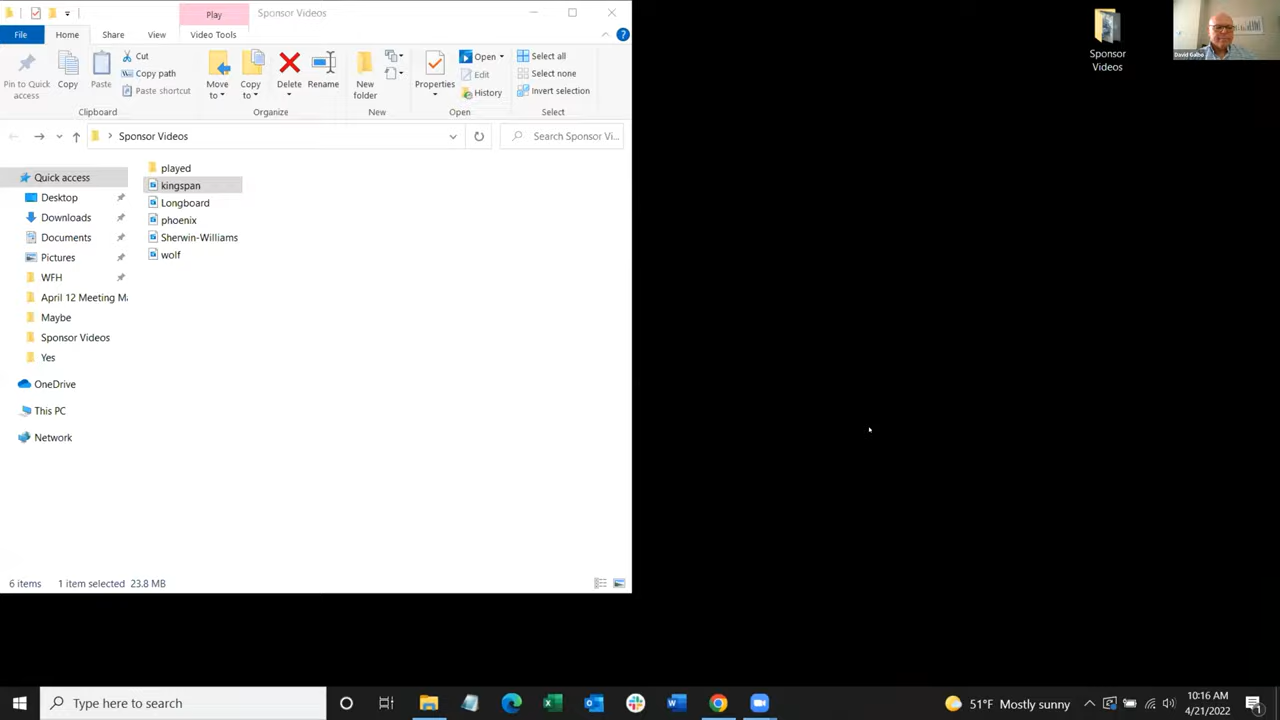 Play
Sponsor Videos
File
Home
Share
View
Video Tools
Pin to Quick
access
Copy
Paste
Cut
Copy path
Paste shortcut
Clipboard
Move
to
Copy
to
Delete
Rename
Organize
New
folder
New
Properties
Open
Edit
History
Open
Select all
Select none
Invert selection
Select
Sponsor Videos
Search Sponsor Vi...
Quick access
Desktop
Downloads
Documents
Pictures
WFH
April 12 Meeting M
Maybe
Sponsor Videos
Yes
OneDrive
This PC
Network
played
kingspan
Longboard
phoenix
Sherwin-Williams
wolf
6 items
1 item selected 23.8 MB
Sponsor
Videos
David Galbo
Type here to search
51°F Mostly sunny
10:16 AM
4/21/2022
1